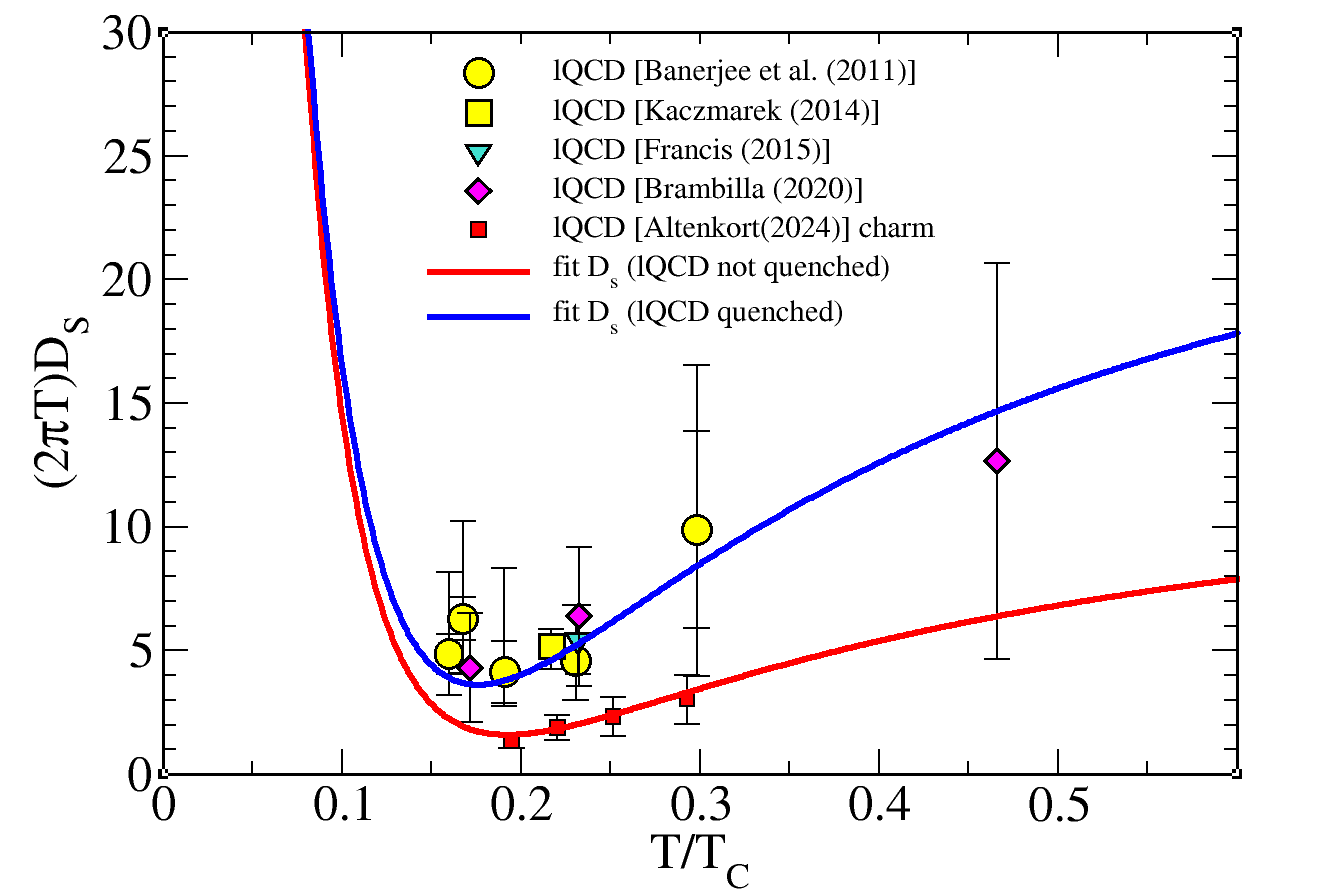 30
25
20
15
10
5
0
(2πT)D_S
lQCD [Banerjee et al. (2011)]
lQCD [Kaczmarek (2014)]
lQCD [Francis (2015)]
lQCD [Brambilla (2020)]
lQCD [Altenkort(2024)] charm
fit D_s (lQCD not quenched)
fit D_s (lQCD quenched)
0 0.1 0.2 0.3 0.4 0.5
T/T_C